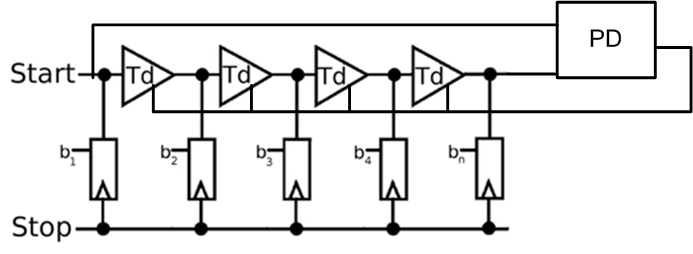 PD
Start Td Td Td Td
b1 b2 b3 b4 bn
Stop